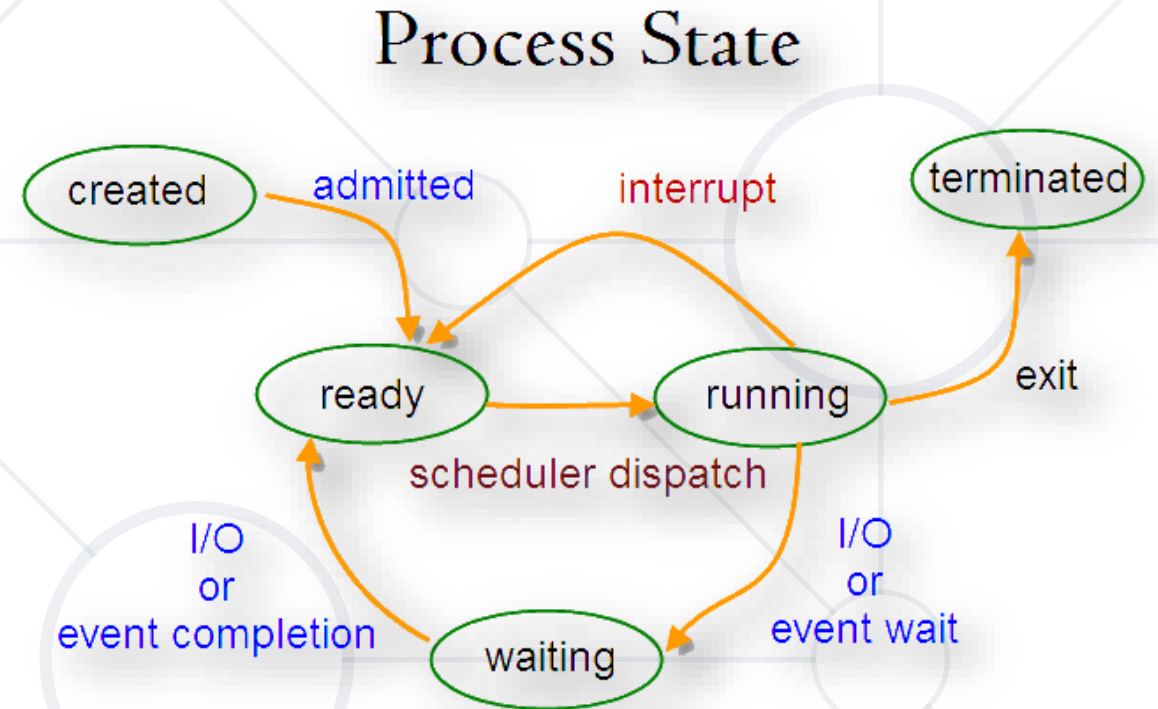 Process State
created
admitted
interrupt
terminated
ready
running
exit
scheduler dispatch
I/O
or
event completion
I/O
or
event wait
waiting